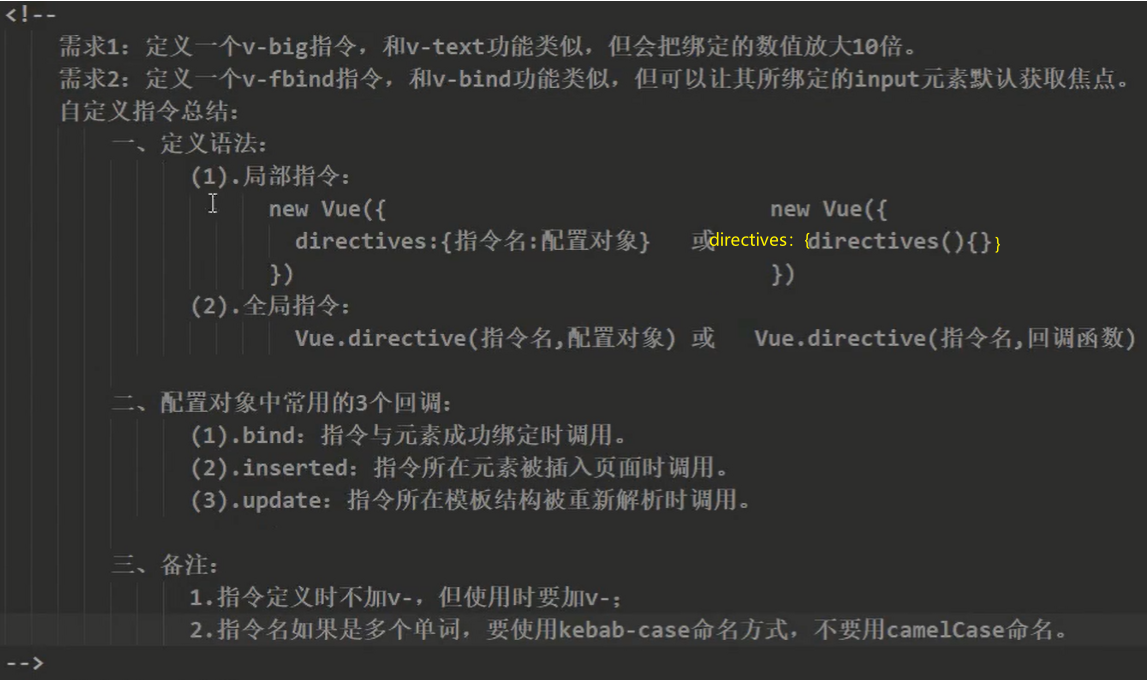 <!--
需求1：定义一个v-big指令，和v-text功能类似，但会把绑定的数值放大10倍。
需求2：定义一个v-fbind指令，和v-bind功能类似，但可以让其所绑定的input元素默认获取焦点。
自定义指令总结：
一、定义语法：
(1).局部指令：
new Vue({ new Vue({
directives:{指令名:配置对象} 或directives：{directives(){}}
}) })
(2).全局指令：
Vue.directive(指令名,配置对象) 或 Vue.directive(指令名,回调函数)
二、配置对象中常用的3个回调：
(1).bind：指令与元素成功绑定时调用。
(2).inserted：指令所在元素被插入页面时调用。
(3).update：指令所在模板结构被重新解析时调用。
三、备注：
1.指令定义时不加v-，但使用时要加v-；
2.指令名如果是多个单词，要使用kebab-case命名方式，不要用camelCase命名。
-->